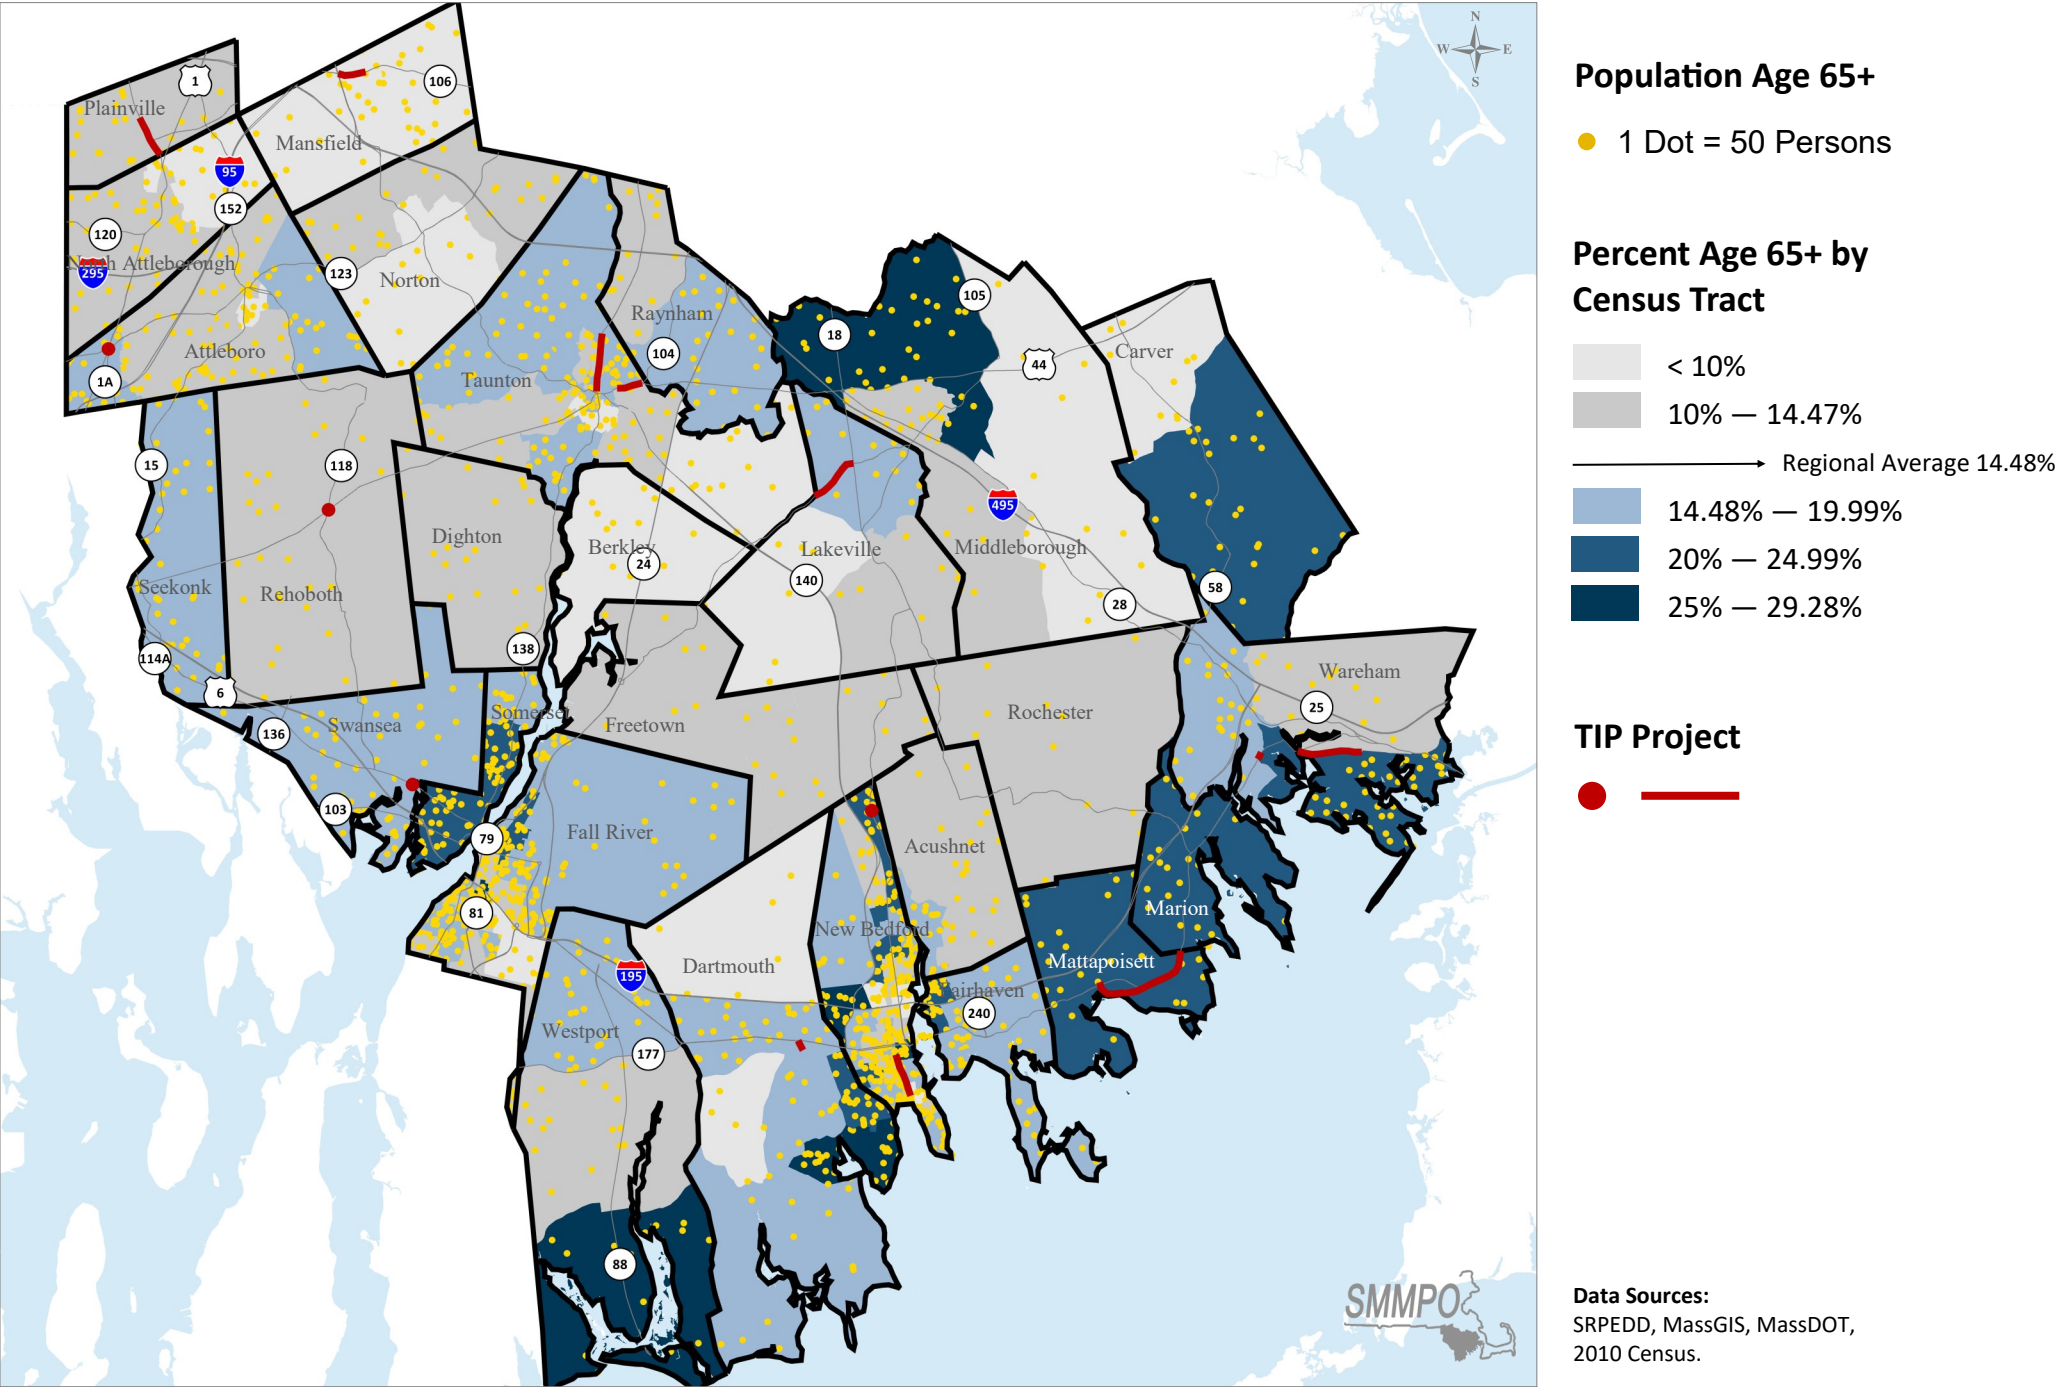 N
W E
S
1
106
Plainville
Mansfield
95
152
120
North Attleborough
295
123
Norton
105
Raynham
18
Attleboro
104
44
Carver
1A
Taunton
15
118
495
Dighton
Berkley
Lakeville
Middleborough
24
140
Seekonk
Rehoboth
58
28
138
114A
Wareham
6
25
Swansea
Somerset
Freetown
Rochester
136
103
79
Fall River
Acushnet
81
Marion
New Bedford
Dartmouth
Mattapoisett
195
Fairhaven
240
Westport
177
88
SMMPO
Population Age 65+
1 Dot = 50 Persons
Percent Age 65+ by
Census Tract
< 10%
10% — 14.47%
Regional Average 14.48%
14.48% — 19.99%
20% — 24.99%
25% — 29.28%
TIP Project
Data Sources:
SRPEDD, MassGIS, MassDOT,
2010 Census.